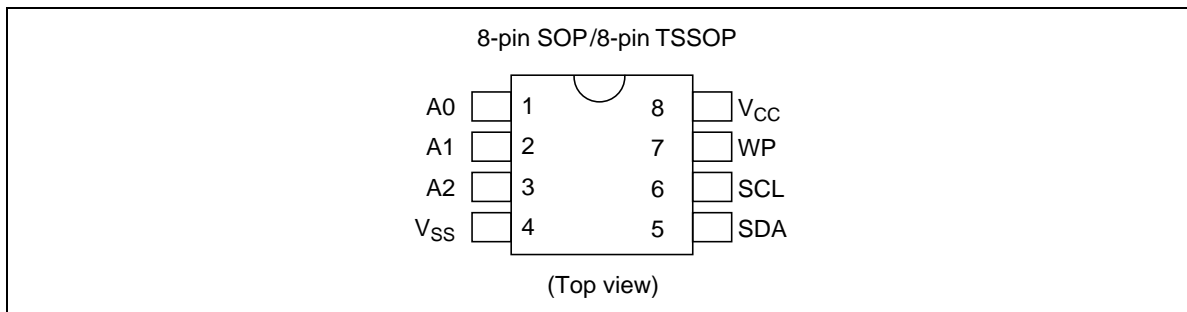 8-pin SOP/8-pin TSSOP
A0 1 8 VCC
A1 2 7 WP
A2 3 6 SCL
VSS 4 5 SDA
(Top view)